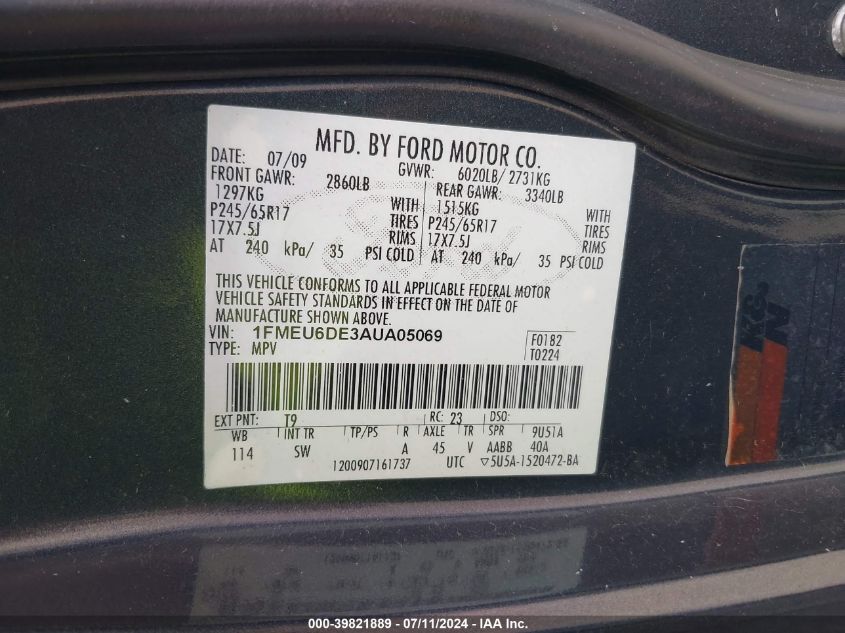 MFD. BY FORD MOTOR CO.
DATE: 07/09 GVWR: 6020LB/ 2731KG
FRONT GAWR: 2860LB REAR GAWR: 3340LB
1297KG WITH 1515KG WITH
P245/65R17 TIRES P245/65R17 TIRES
17X7.5J RIMS 17X7.5J RIMS
AT 240 kPa/ 35 PSI COLD AT 240 kPa/ 35 PSI COLD
THIS VEHICLE CONFORMS TO ALL APPLICABLE FEDERAL MOTOR
VEHICLE SAFETY STANDARDS IN EFFECT ON THE DATE OF
MANUFACTURE SHOWN ABOVE.
VIN: 1FMEU6DE3AUA05069
TYPE: MPV
F0182
T0224
EXT PNT: T9 RC: 23 DSO:
WB INT TR TP/PS R AXLE TR SPR 9U51A
114 SW A 45 V AABB 40A
1200907161737 UTC ▽5U5A-1520472-BA
K&N
000-39821889 / 07/11/2024 - US.IAAI.COM